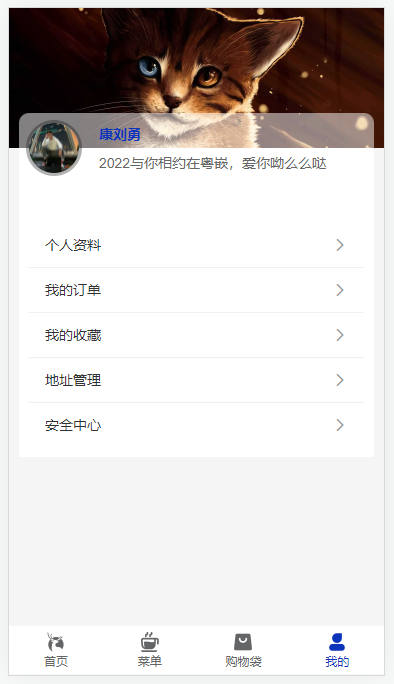 康刘勇
2022与你相约在粤嵌，爱你呦么么哒
个人资料
我的订单
我的收藏
地址管理
安全中心
首页
菜单
购物袋
我的